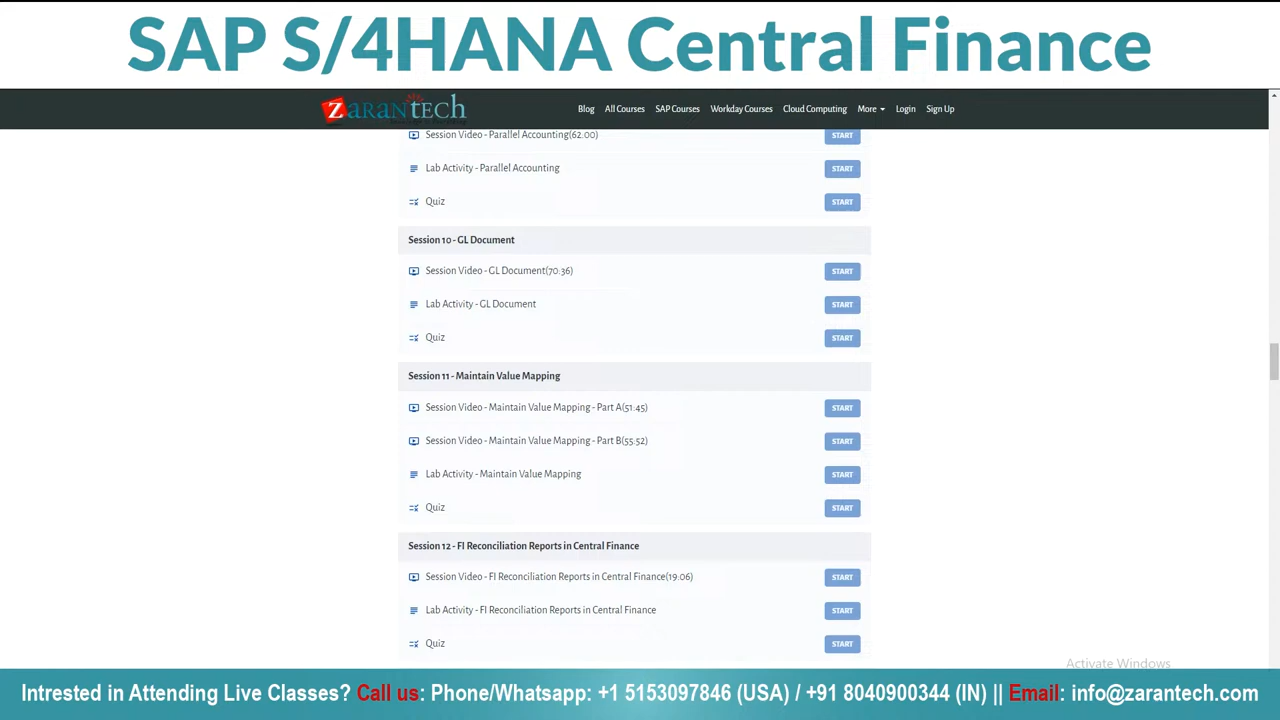 SAP S/4HANA Central Finance
ZARANTECH
Blog All Courses SAP Courses Workday Courses Cloud Computing More Login Sign Up
Session Video - Parallel Accounting(62.00) START
Lab Activity - Parallel Accounting START
Quiz START
Session 10 - GL Document
Session Video - GL Document(70:36) START
Lab Activity - GL Document START
Quiz START
Session 11 - Maintain Value Mapping
Session Video - Maintain Value Mapping - Part A(51:45) START
Session Video - Maintain Value Mapping - Part B(55:52) START
Lab Activity - Maintain Value Mapping START
Quiz START
Session 12 - FI Reconciliation Reports in Central Finance
Session Video - FI Reconciliation Reports in Central Finance(19:06) START
Lab Activity - FI Reconciliation Reports in Central Finance START
Quiz START
Activate Windows
Intrested in Attending Live Classes? Call us: Phone/Whatsapp: +1 5153097846 (USA) / +91 8040900344 (IN) || Email: info@zarantech.com